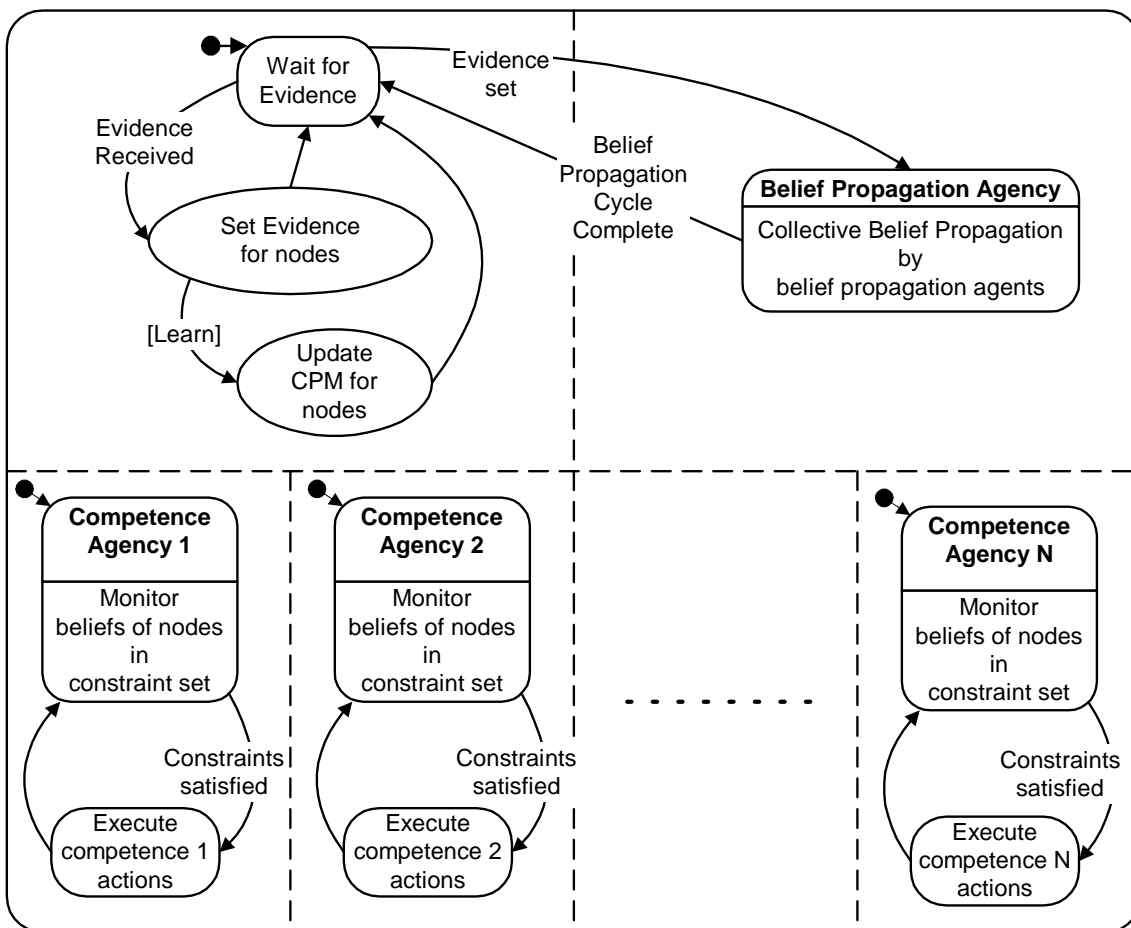 Wait for
Evidence
Evidence
set
Evidence
Received
Belief
Propagation
Cycle
Complete
Belief Propagation Agency
Collective Belief Propagation
by
belief propagation agents
Set Evidence
for nodes
[Learn]
Update
CPM for
nodes
Competence
Agency 1
Monitor
beliefs of nodes
in
constraint set
Constraints
satisfied
Execute
competence 1
actions
Competence
Agency 2
Monitor
beliefs of nodes
in
constraint set
Constraints
satisfied
Execute
competence 2
actions
. . . . . . . .
Competence
Agency N
Monitor
beliefs of nodes
in
constraint set
Constraints
satisfied
Execute
competence N
actions